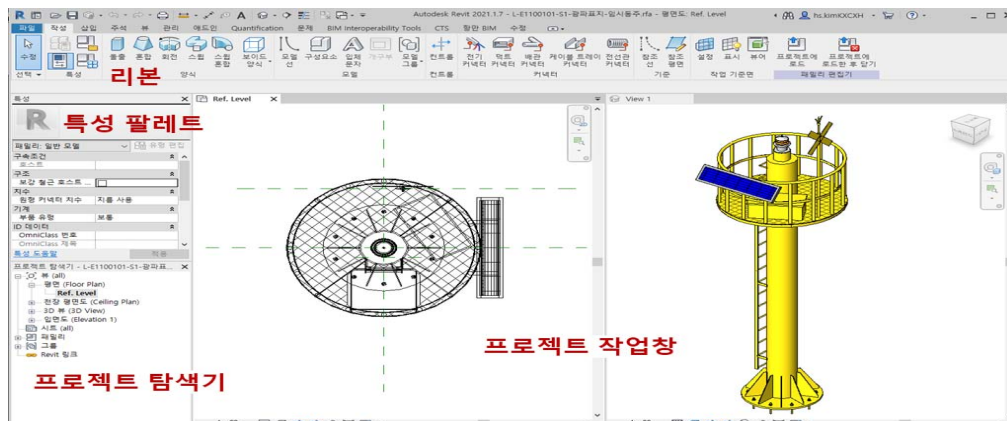 Autodesk Revit 2021.1.7 - L-E1100101-S1-광파표지-임시용주.rfa - 평면도: Ref. Level
hs.kimKXCXH
파일 작성 삽입 주석 뷰 관리 애드인 Quantification 문제 BIM Interoperability Tools CTS 항만 BIM 수정
수정 돌출 혼합 회전 스윕 스윕 혼합 보이드 양식 모델 선 구성요소 입체 문자 개구부 모델 그룹 컨트롤 전기 커넥터 덕트 커넥터 배관 커넥터 케이블 트레이 커넥터 전선관 커넥터 참조 선 참조 평면 설정 표시 뷰어 프로젝트에 로드 프로젝트에 로드한 후 닫기
선택 특성 양식 모델 컨트롤 커넥터 기준 작업 기준면 패밀리 편집기
리본
특성
Ref. Level
View 1
특성 팔레트
패밀리: 일반 모델
유형 편집
구속조건
호스트
구조
보강 철근 호스트 ...
치수
원형 커넥터 치수 지름 사용
기계
부품 유형 보통
ID 데이터
OmniClass 번호
OmniClass 제목
특성 도움말
적용
프로젝트 탐색기 - L-E1100101-S1-광파표...
뷰 (all)
평면 (Floor Plan)
Ref. Level
천장 평면도 (Ceiling Plan)
3D 뷰 (3D View)
입면도 (Elevation 1)
시트 (all)
패밀리
그룹
Revit 링크
프로젝트 작업창
프로젝트 탐색기